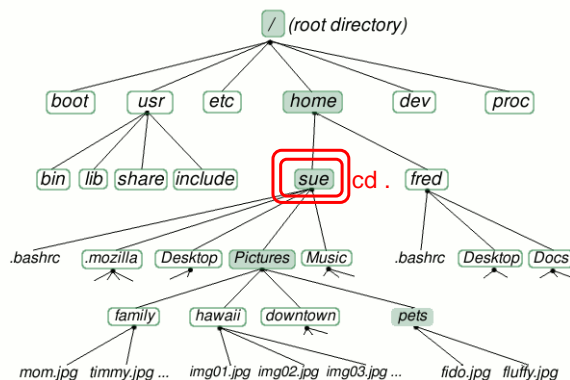 / (root directory)
boot usr etc home dev proc
bin lib share include sue cd . fred
.bashrc .mozilla Desktop Pictures Music .bashrc Desktop Docs
family hawaii downtown pets
mom.jpg timmy.jpg ... img01.jpg img02.jpg img03.jpg ... fido.jpg fluffy.jpg